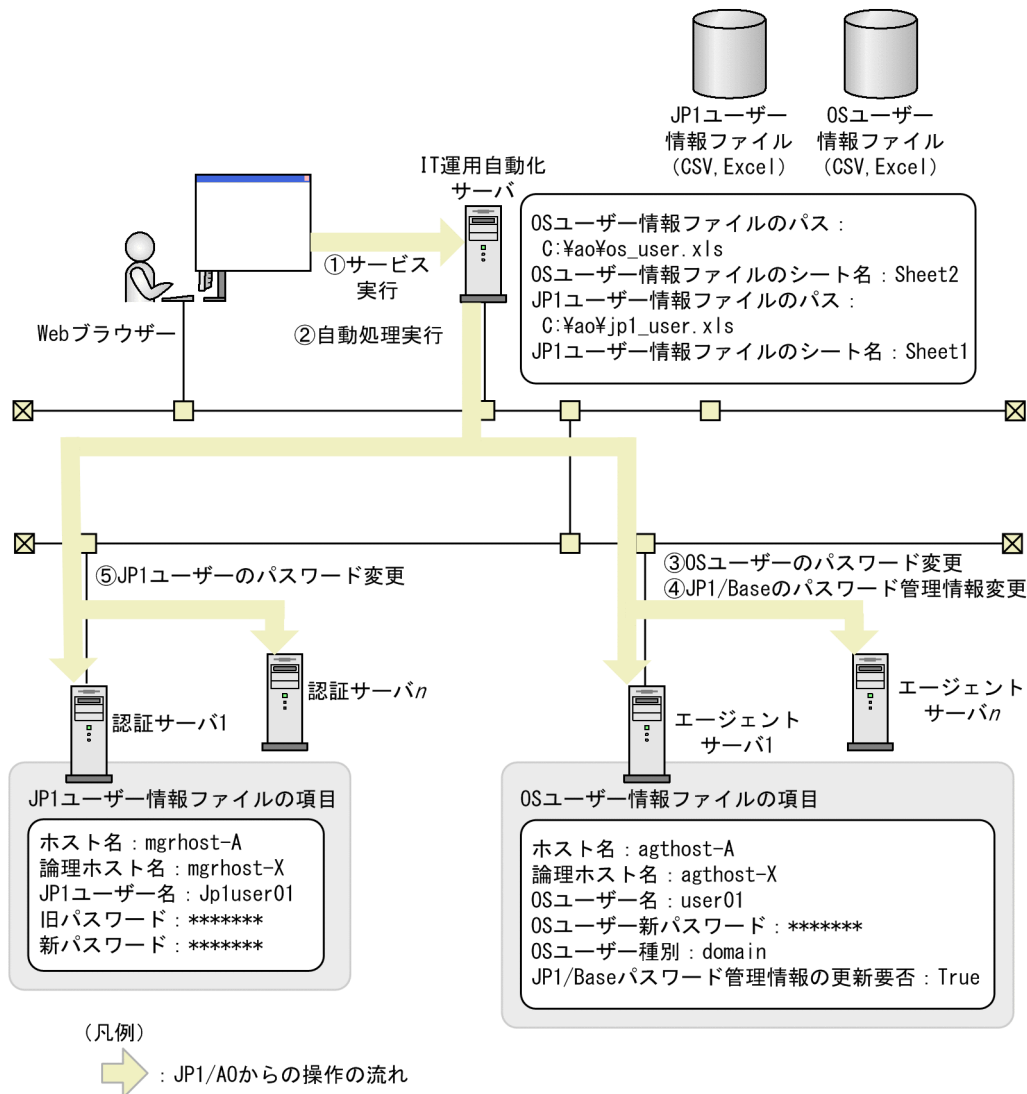 JP1ユーザー
情報ファイル
(CSV,Excel)
OSユーザー
情報ファイル
(CSV,Excel)
IT運用自動化
サーバ
OSユーザー情報ファイルのパス：
C:¥ao¥os_user.xls
OSユーザー情報ファイルのシート名：Sheet2
JP1ユーザー情報ファイルのパス：
C:¥ao¥jp1_user.xls
JP1ユーザー情報ファイルのシート名：Sheet1
①サービス
実行
Webブラウザー
②自動処理実行
③OSユーザーのパスワード変更
④JP1/Baseのパスワード管理情報変更
⑤JP1ユーザーのパスワード変更
認証サーバn
認証サーバ1
エージェント
サーバn
エージェント
サーバ1
JP1ユーザー情報ファイルの項目
ホスト名：mgrhost-A
論理ホスト名：mgrhost-X
JP1ユーザー名：Jp1user01
旧パスワード：*******
新パスワード：*******
OSユーザー情報ファイルの項目
ホスト名：agthost-A
論理ホスト名：agthost-X
OSユーザー名：user01
OSユーザー新パスワード：*******
OSユーザー種別：domain
JP1/Baseパスワード管理情報の更新要否：True
（凡例）
：JP1/AOからの操作の流れ